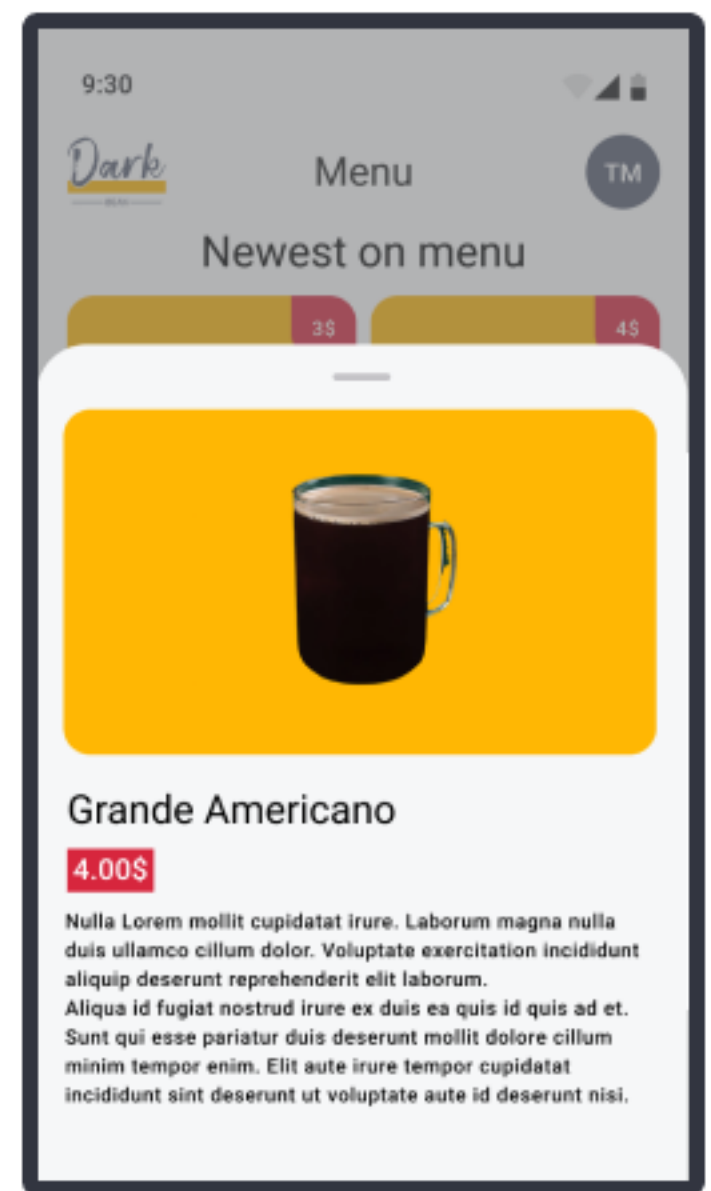 9:30
Dark
Menu
TM
Newest on menu
3$
4$
Grande Americano
4.00$
Nulla Lorem mollit cupidatat irure. Laborum magna nulla
duis ullamco cillum dolor. Voluptate exercitation incididunt
aliquip deserunt reprehenderit elit laborum.
Aliqua id fugiat nostrud irure ex duis ea quis id quis ad et.
Sunt qui esse pariatur duis deserunt mollit dolore cillum
minim tempor enim. Elit aute irure tempor cupidatat
incididunt sint deserunt ut voluptate aute id deserunt nisi.